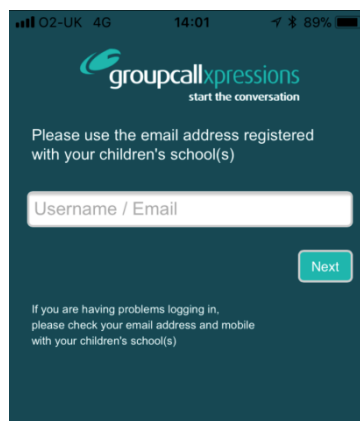 O2-UK 4G 14:01 89%
groupcallxpressions
start the conversation
Please use the email address registered
with your children's school(s)
Username / Email
Next
If you are having problems logging in,
please check your email address and mobile
with your children's school(s)